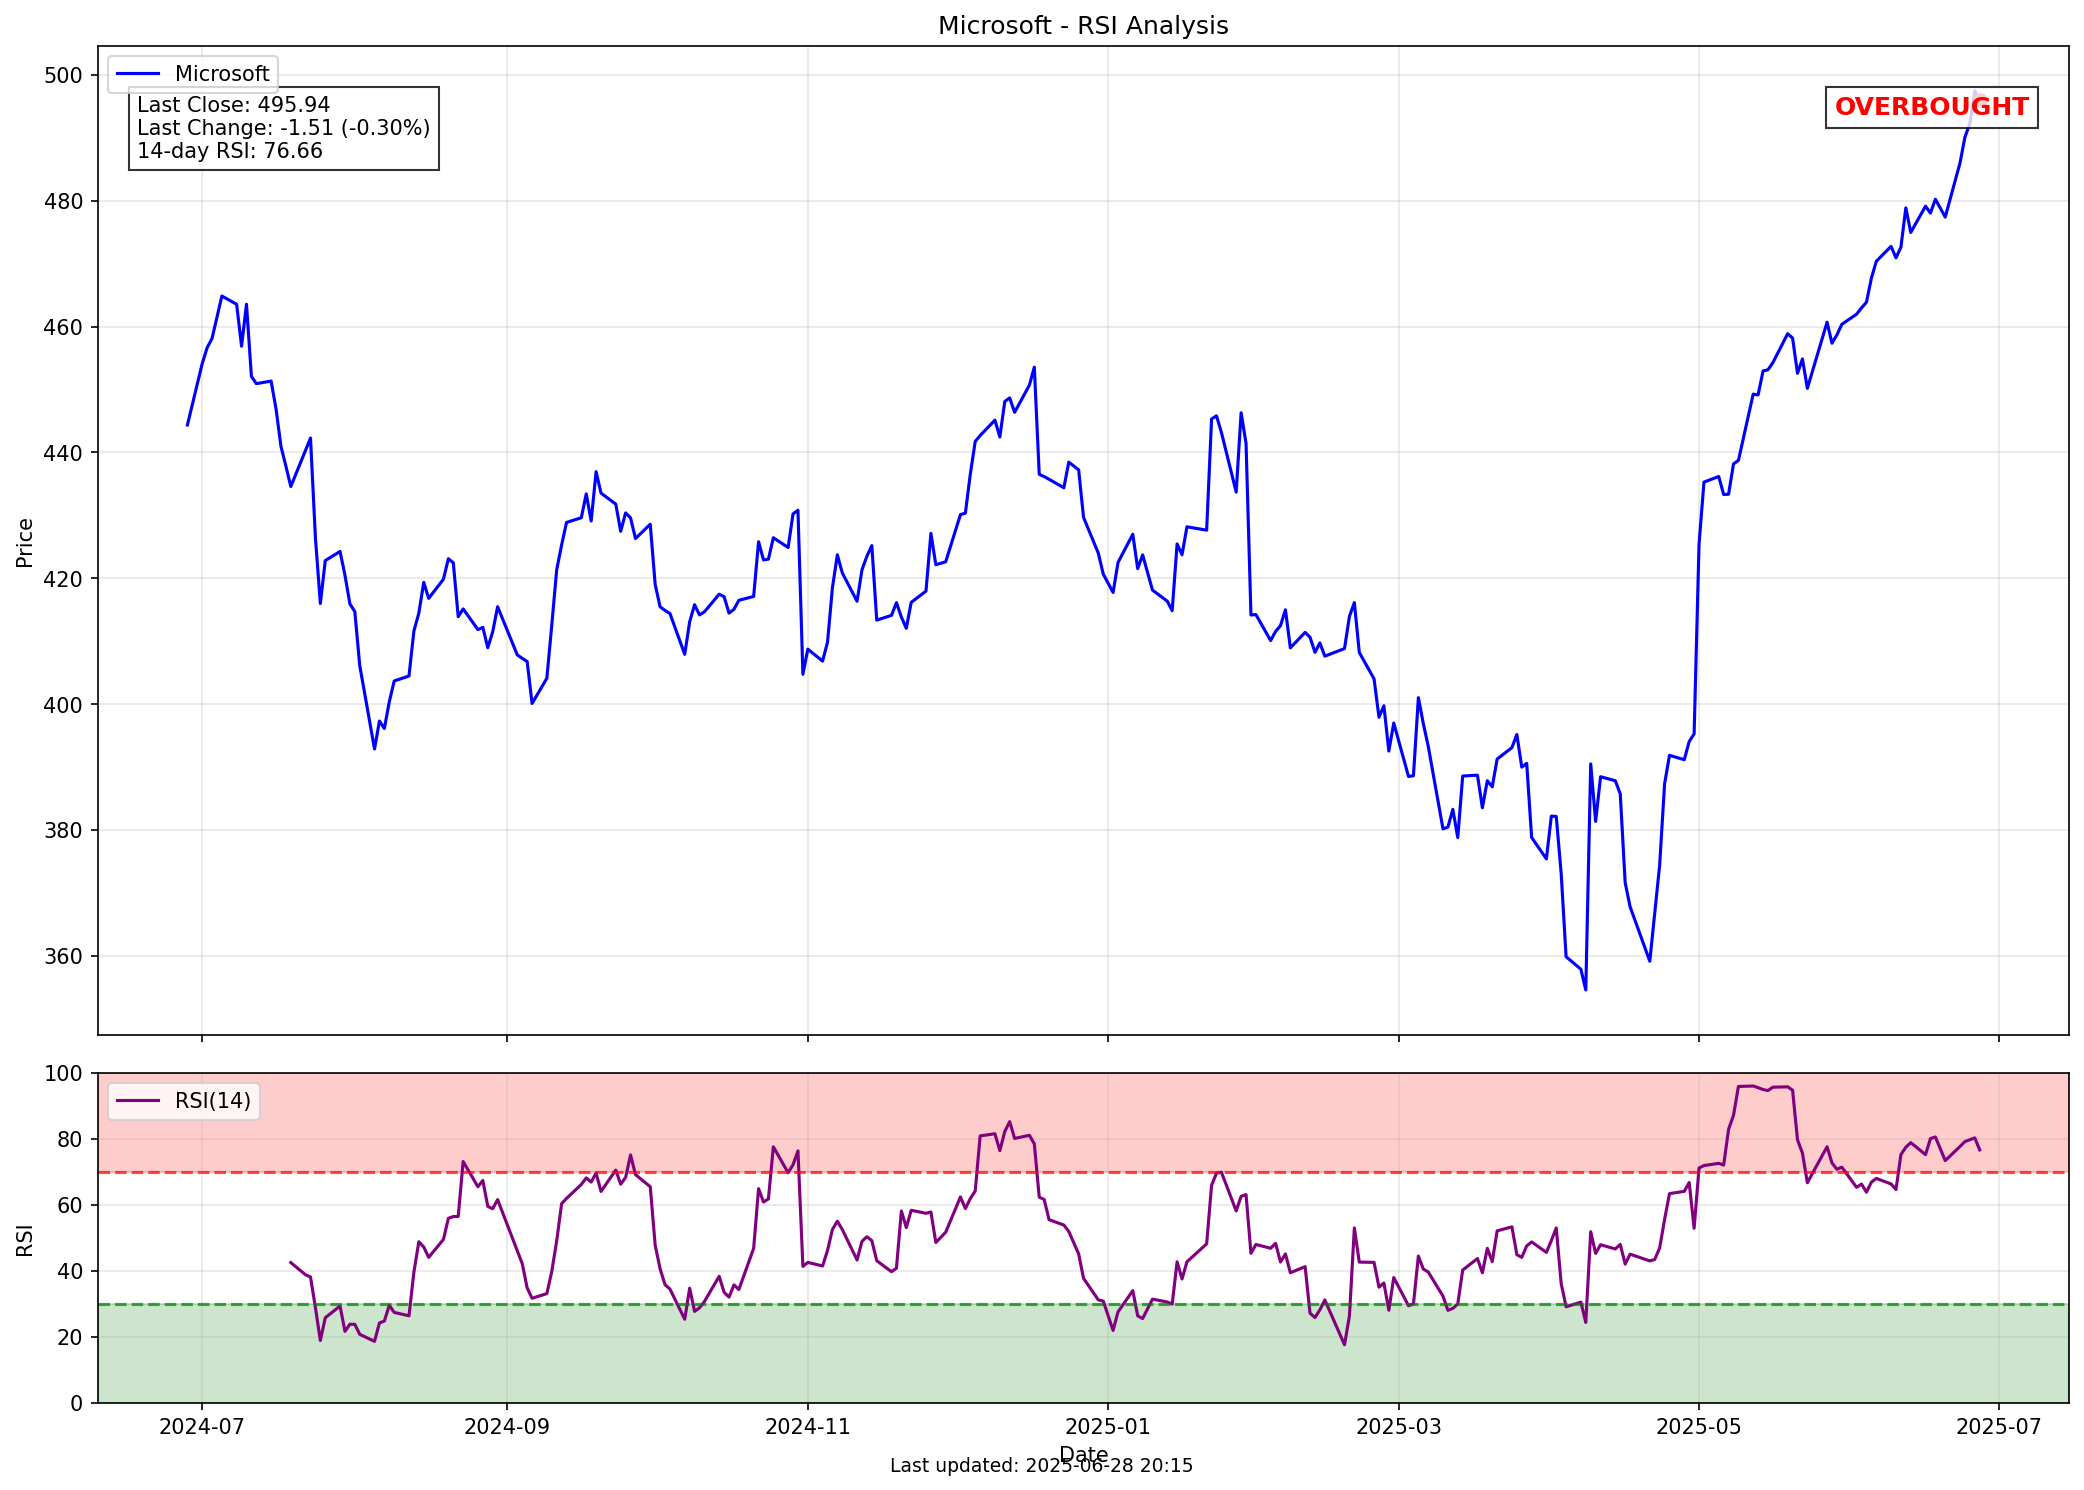 Microsoft - RSI Analysis
Microsoft
Last Close: 495.94
Last Change: -1.51 (-0.30%)
14-day RSI: 76.66
OVERBOUGHT
500
480
460
440
420
400
380
360
Price
RSI(14)
100
80
60
40
20
0
RSI
2024-07
2024-09
2024-11
2025-01
2025-03
2025-05
2025-07
Date
Last updated: 2025-06-28 20:15